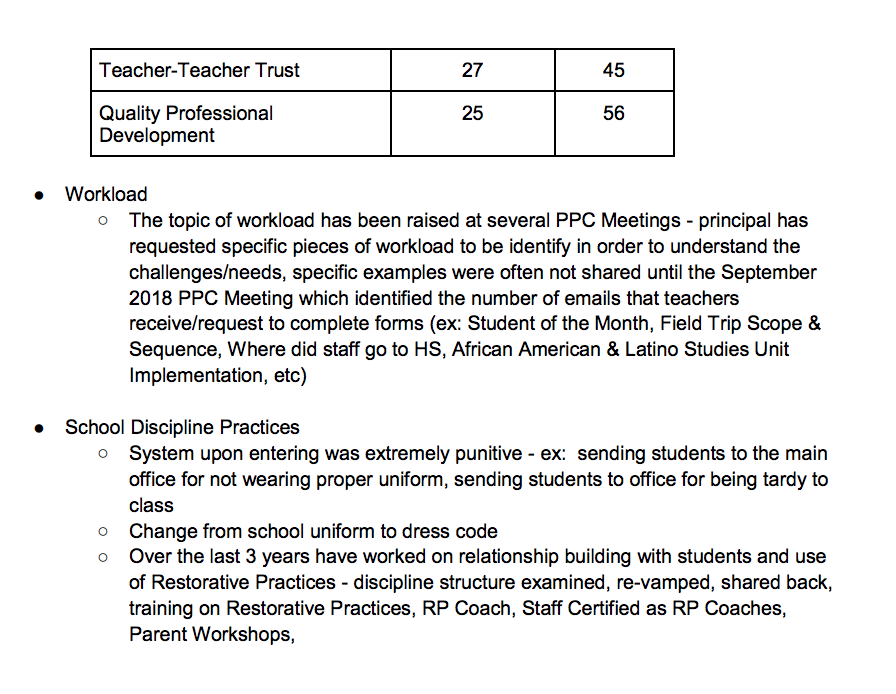 Teacher-Teacher Trust 27 45
Quality Professional 25 56
Development
● Workload
○ The topic of workload has been raised at several PPC Meetings - principal has
requested specific pieces of workload to be identify in order to understand the
challenges/needs, specific examples were often not shared until the September
2018 PPC Meeting which identified the number of emails that teachers
receive/request to complete forms (ex: Student of the Month, Field Trip Scope &
Sequence, Where did staff go to HS, African American & Latino Studies Unit
Implementation, etc)
● School Discipline Practices
○ System upon entering was extremely punitive - ex:  sending students to the main
office for not wearing proper uniform, sending students to office for being tardy to
class
○ Change from school uniform to dress code
○ Over the last 3 years have worked on relationship building with students and use
of Restorative Practices - discipline structure examined, re-vamped, shared back,
training on Restorative Practices, RP Coach, Staff Certified as RP Coaches,
Parent Workshops,